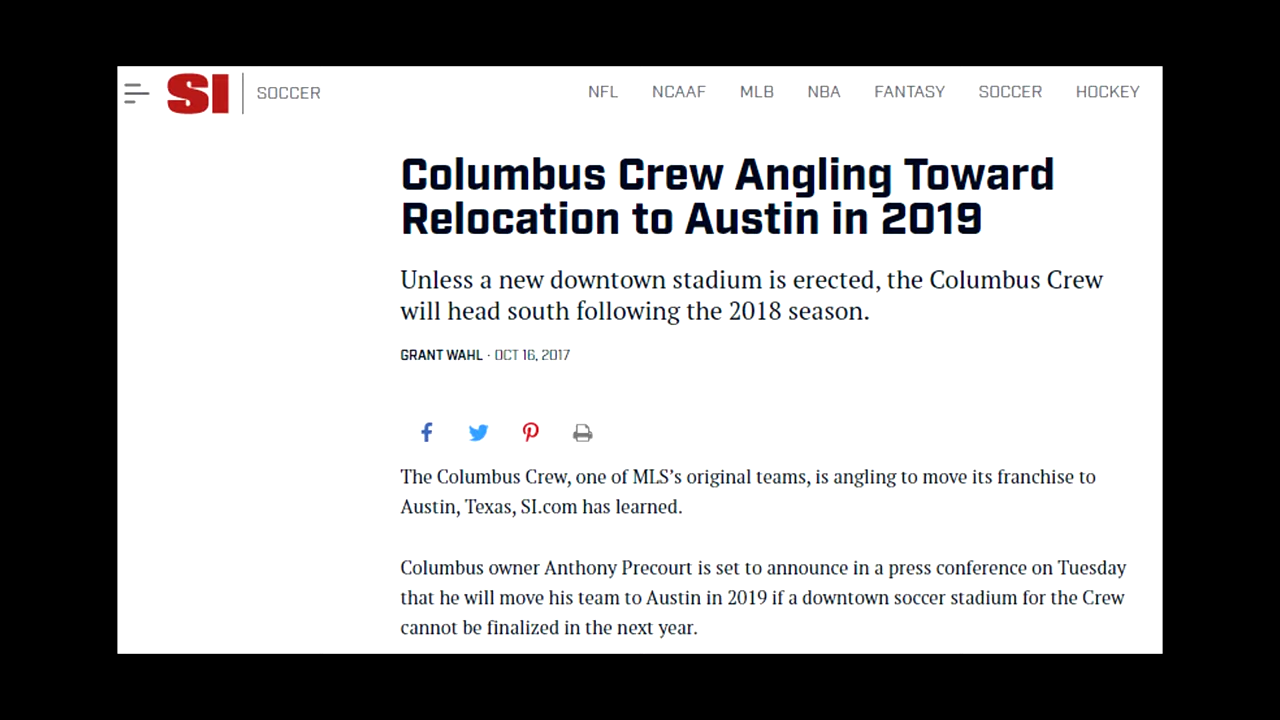 SI SOCCER NFL NCAAF MLB NBA FANTASY SOCCER HOCKEY
Columbus Crew Angling Toward
Relocation to Austin in 2019
Unless a new downtown stadium is erected, the Columbus Crew
will head south following the 2018 season.
GRANT WAHL · OCT 16, 2017
The Columbus Crew, one of MLS’s original teams, is angling to move its franchise to
Austin, Texas, SI.com has learned.
Columbus owner Anthony Precourt is set to announce in a press conference on Tuesday
that he will move his team to Austin in 2019 if a downtown soccer stadium for the Crew
cannot be finalized in the next year.